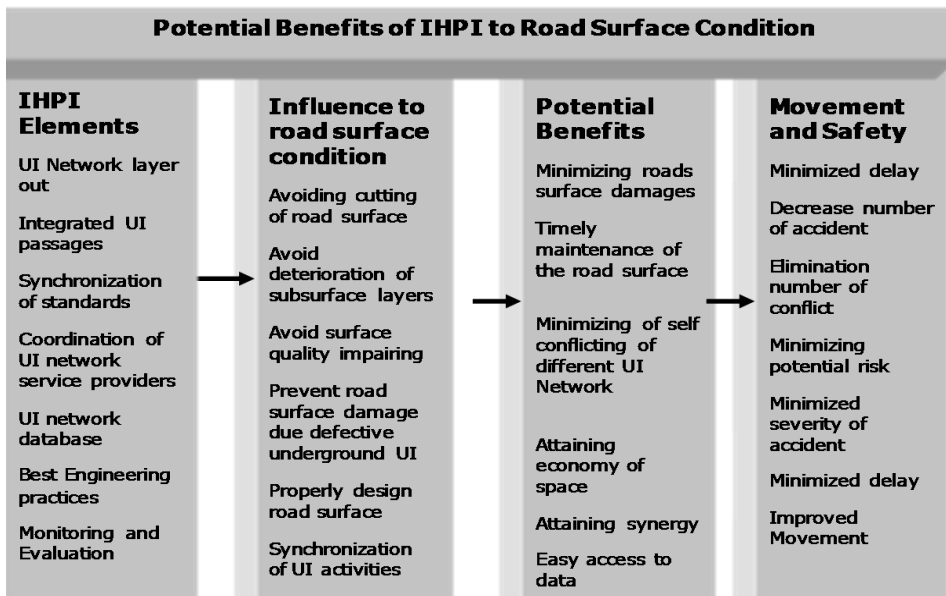 Potential Benefits of IHPI to Road Surface Condition
IHPI
Elements
UI Network layer
out
Integrated UI
passages
Synchronization
of standards
Coordination of
UI network
service providers
UI network
database
Best Engineering
practices
Monitoring and
Evaluation
Influence to
road surface
condition
Avoiding cutting
of road surface
Avoid
deterioration of
subsurface layers
Avoid surface
quality impairing
Prevent road
surface damage
due defective
underground UI
Properly design
road surface
Synchronization
of UI activities
Potential
Benefits
Minimizing roads
surface damages
Timely
maintenance of
the road surface
Minimizing of self
conflicting of
different UI
Network
Attaining
economy of
space
Attaining synergy
Easy access to
data
Movement
and Safety
Minimized delay
Decrease number
of accident
Elimination
number of
conflict
Minimizing
potential risk
Minimized
severity of
accident
Minimized delay
Improved
Movement